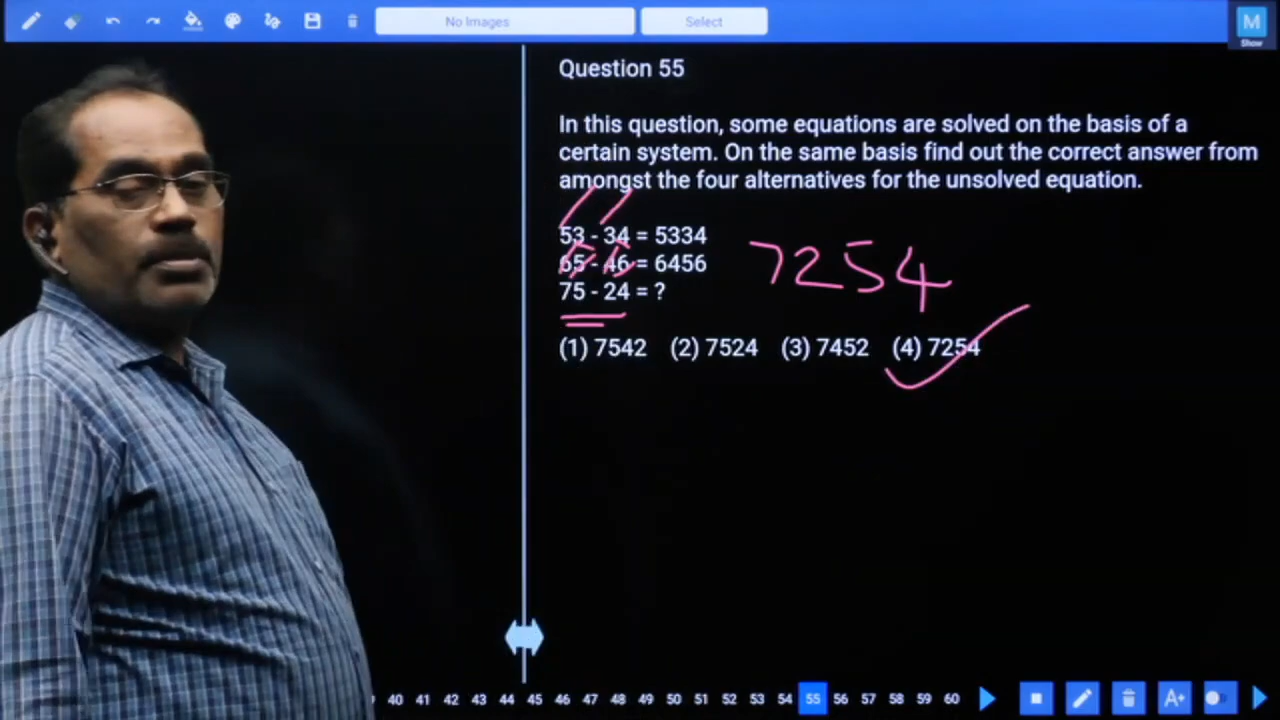 No Images
Select
M
Show
Question 55
In this question, some equations are solved on the basis of a
certain system. On the same basis find out the correct answer from
amongst the four alternatives for the unsolved equation.
53 - 34 = 5334
65 - 46 = 6456
75 - 24 = ?
7254
(1) 7542 (2) 7524 (3) 7452 (4) 7254
40 41 42 43 44 45 46 47 48 49 50 51 52 53 54 55 56 57 58 59 60
A+